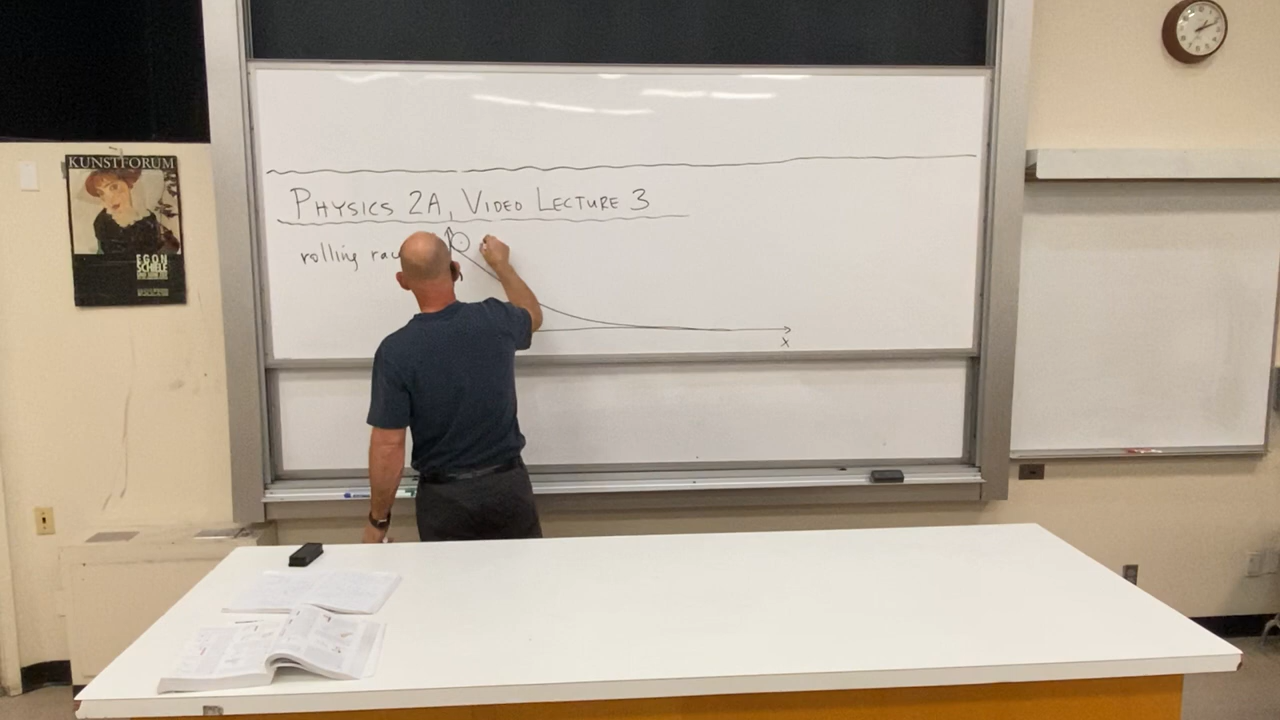 KUNSTFORUM
EGON
SCHIELE
PHYSICS 2A, VIDEO LECTURE 3
rolling
x